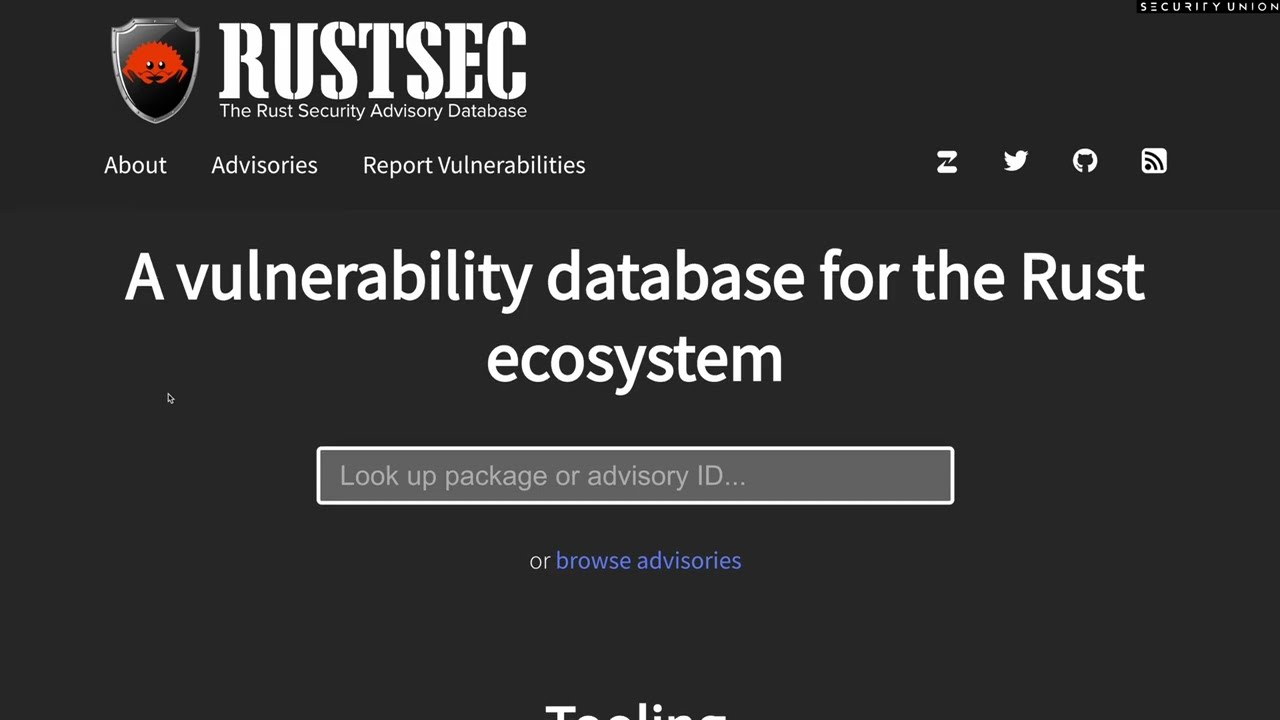 SECURITY UNION
RUSTSEC
The Rust Security Advisory Database
About Advisories Report Vulnerabilities
A vulnerability database for the Rust
ecosystem
Look up package or advisory ID...
or browse advisories
Tooling